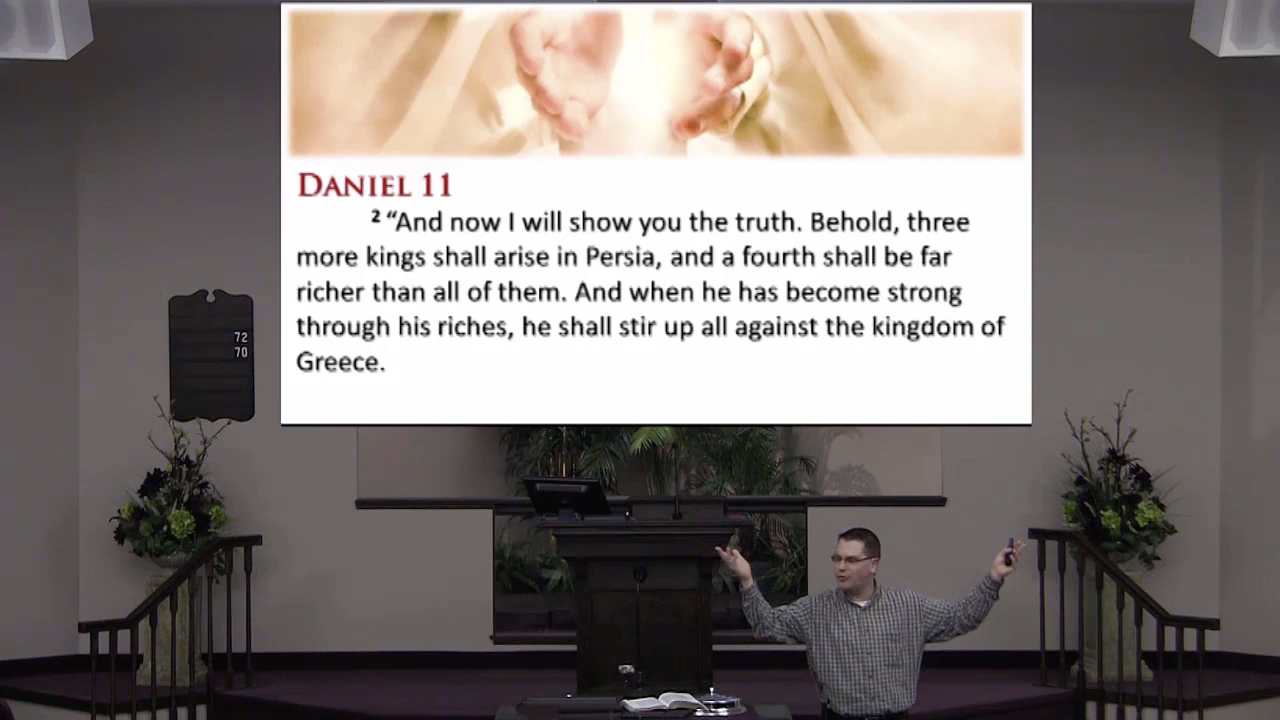 DANIEL 11
2 “And now I will show you the truth. Behold, three
more kings shall arise in Persia, and a fourth shall be far
richer than all of them. And when he has become strong
through his riches, he shall stir up all against the kingdom of
Greece.
72
70